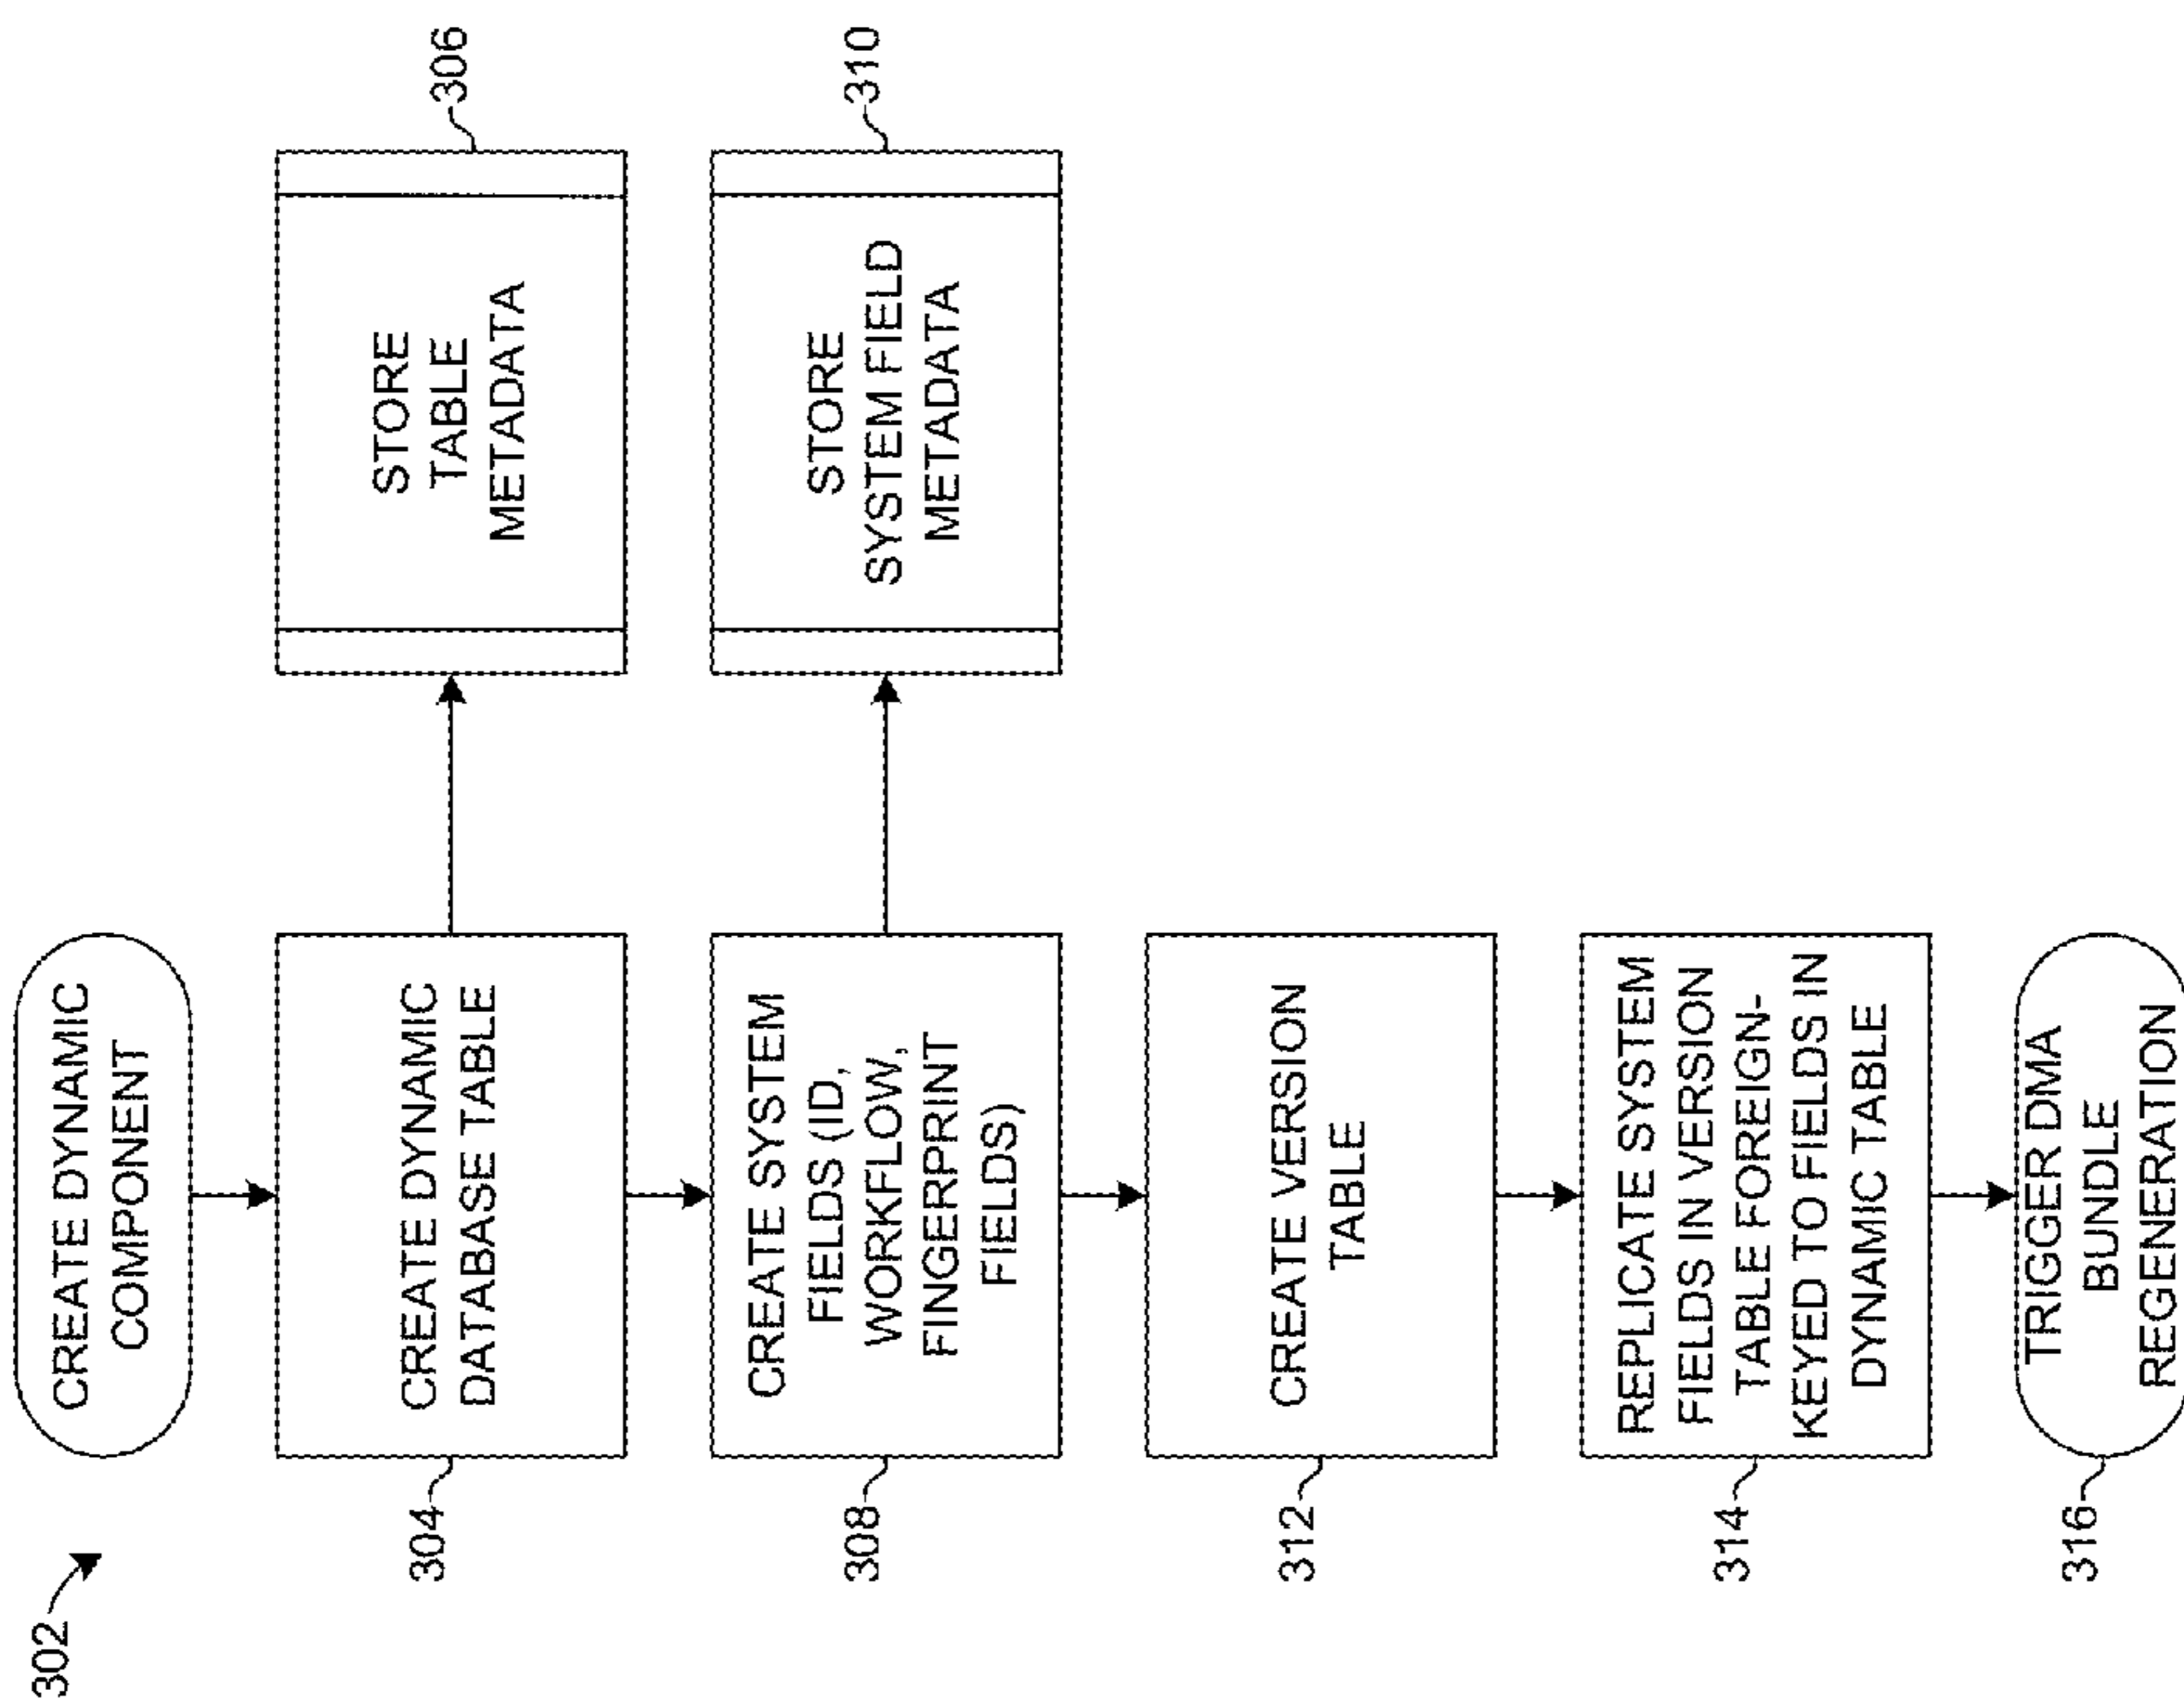 302
CREATE DYNAMIC
COMPONENT
304
CREATE DYNAMIC
DATABASE TABLE
STORE
TABLE
METADATA
306
308
CREATE SYSTEM
FIELDS (ID,
WORKFLOW,
FINGERPRINT
FIELDS)
STORE
SYSTEM FIELD
METADATA
310
312
CREATE VERSION
TABLE
314
REPLICATE SYSTEM
FIELDS IN VERSION
TABLE FOREIGN-
KEYED TO FIELDS IN
DYNAMIC TABLE
316
TRIGGER DMA
BUNDLE
REGENERATION